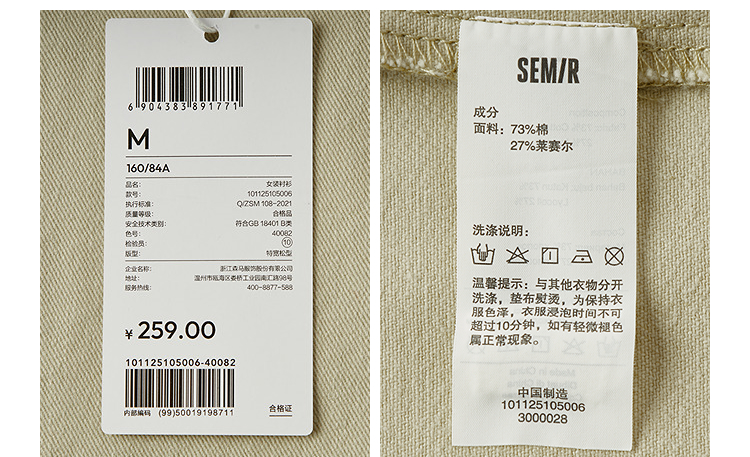 6 904383 891771
M
160/84A
品名: 女装衬衫
款号: 101125105006
执行标准: Q/ZSM 108-2021
质量等级: 合格品
安全技术类别: 符合GB 18401 B类
色号: 40082
检验员: 10
版型: 特宽松型
企业名称: 浙江森马服饰股份有限公司
地址: 温州市瓯海区娄桥工业园南汇路98号
服务热线: 400-8877-588
¥ 259.00
101125105006-40082
内部编码 (99)50019198711
合格证
SEMIR
成分
面料: 73%棉
27%莱赛尔
洗涤说明:
温馨提示: 与其他衣物分开
洗涤, 垫布熨烫, 为保持衣
服色泽, 衣服浸泡时间不可
超过10分钟, 如有轻微褪色
属正常现象。
中国制造
101125105006
3000028